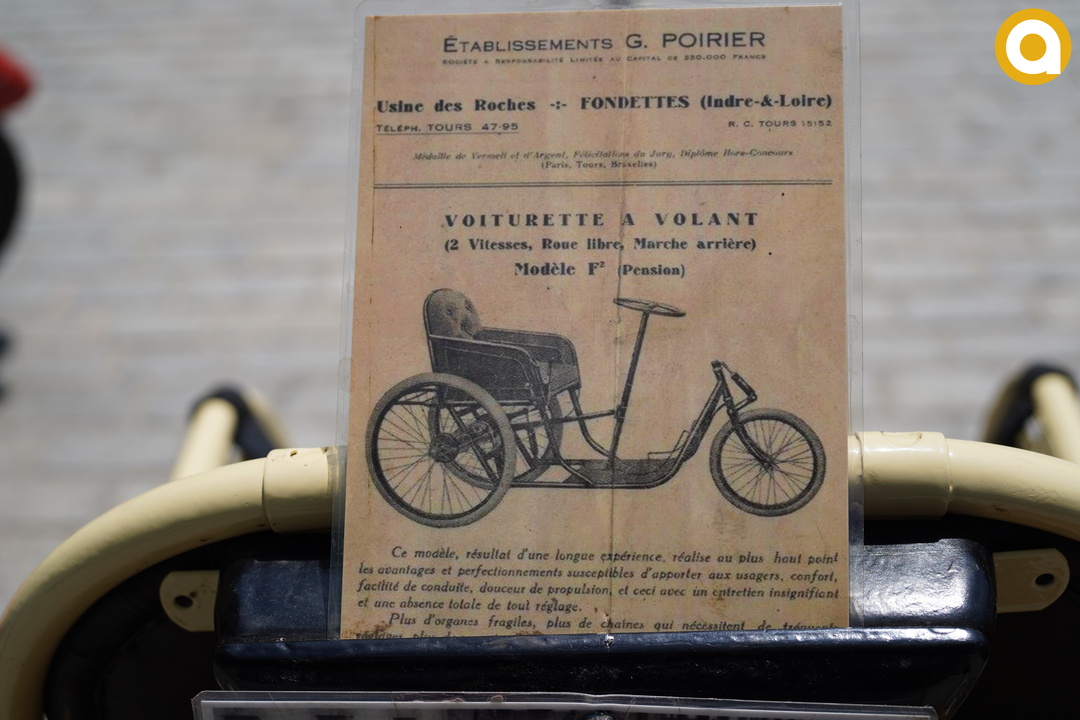 ÉTABLISSEMENTS G. POIRIER
SOCIÉTÉ A RESPONSABILITÉ LIMITÉE AU CAPITAL DE 350.000 FRANCS
Usine des Roches -:- FONDETTES (Indre-&-Loire)
TÉLÉPH. TOURS 47-95
R. C. TOURS 15152
Médaille de Vermeil et d'Argent, Félicitations du Jury, Diplôme Hors-Concours
(Paris, Tours, Bruxelles)
VOITURETTE A VOLANT
(2 Vitesses, Roue libre, Marche arrière)
Modèle F² (Pension)
Ce modèle, résultat d'une longue expérience, réalise au plus haut point
les avantages et perfectionnements susceptibles d'apporter aux usagers, confort,
facilité de conduite, douceur de propulsion, et ceci avec un entretien insignifiant
et une absence totale de tout réglage.
Plus d'organes fragiles, plus de chaînes qui nécessitent de fréquents